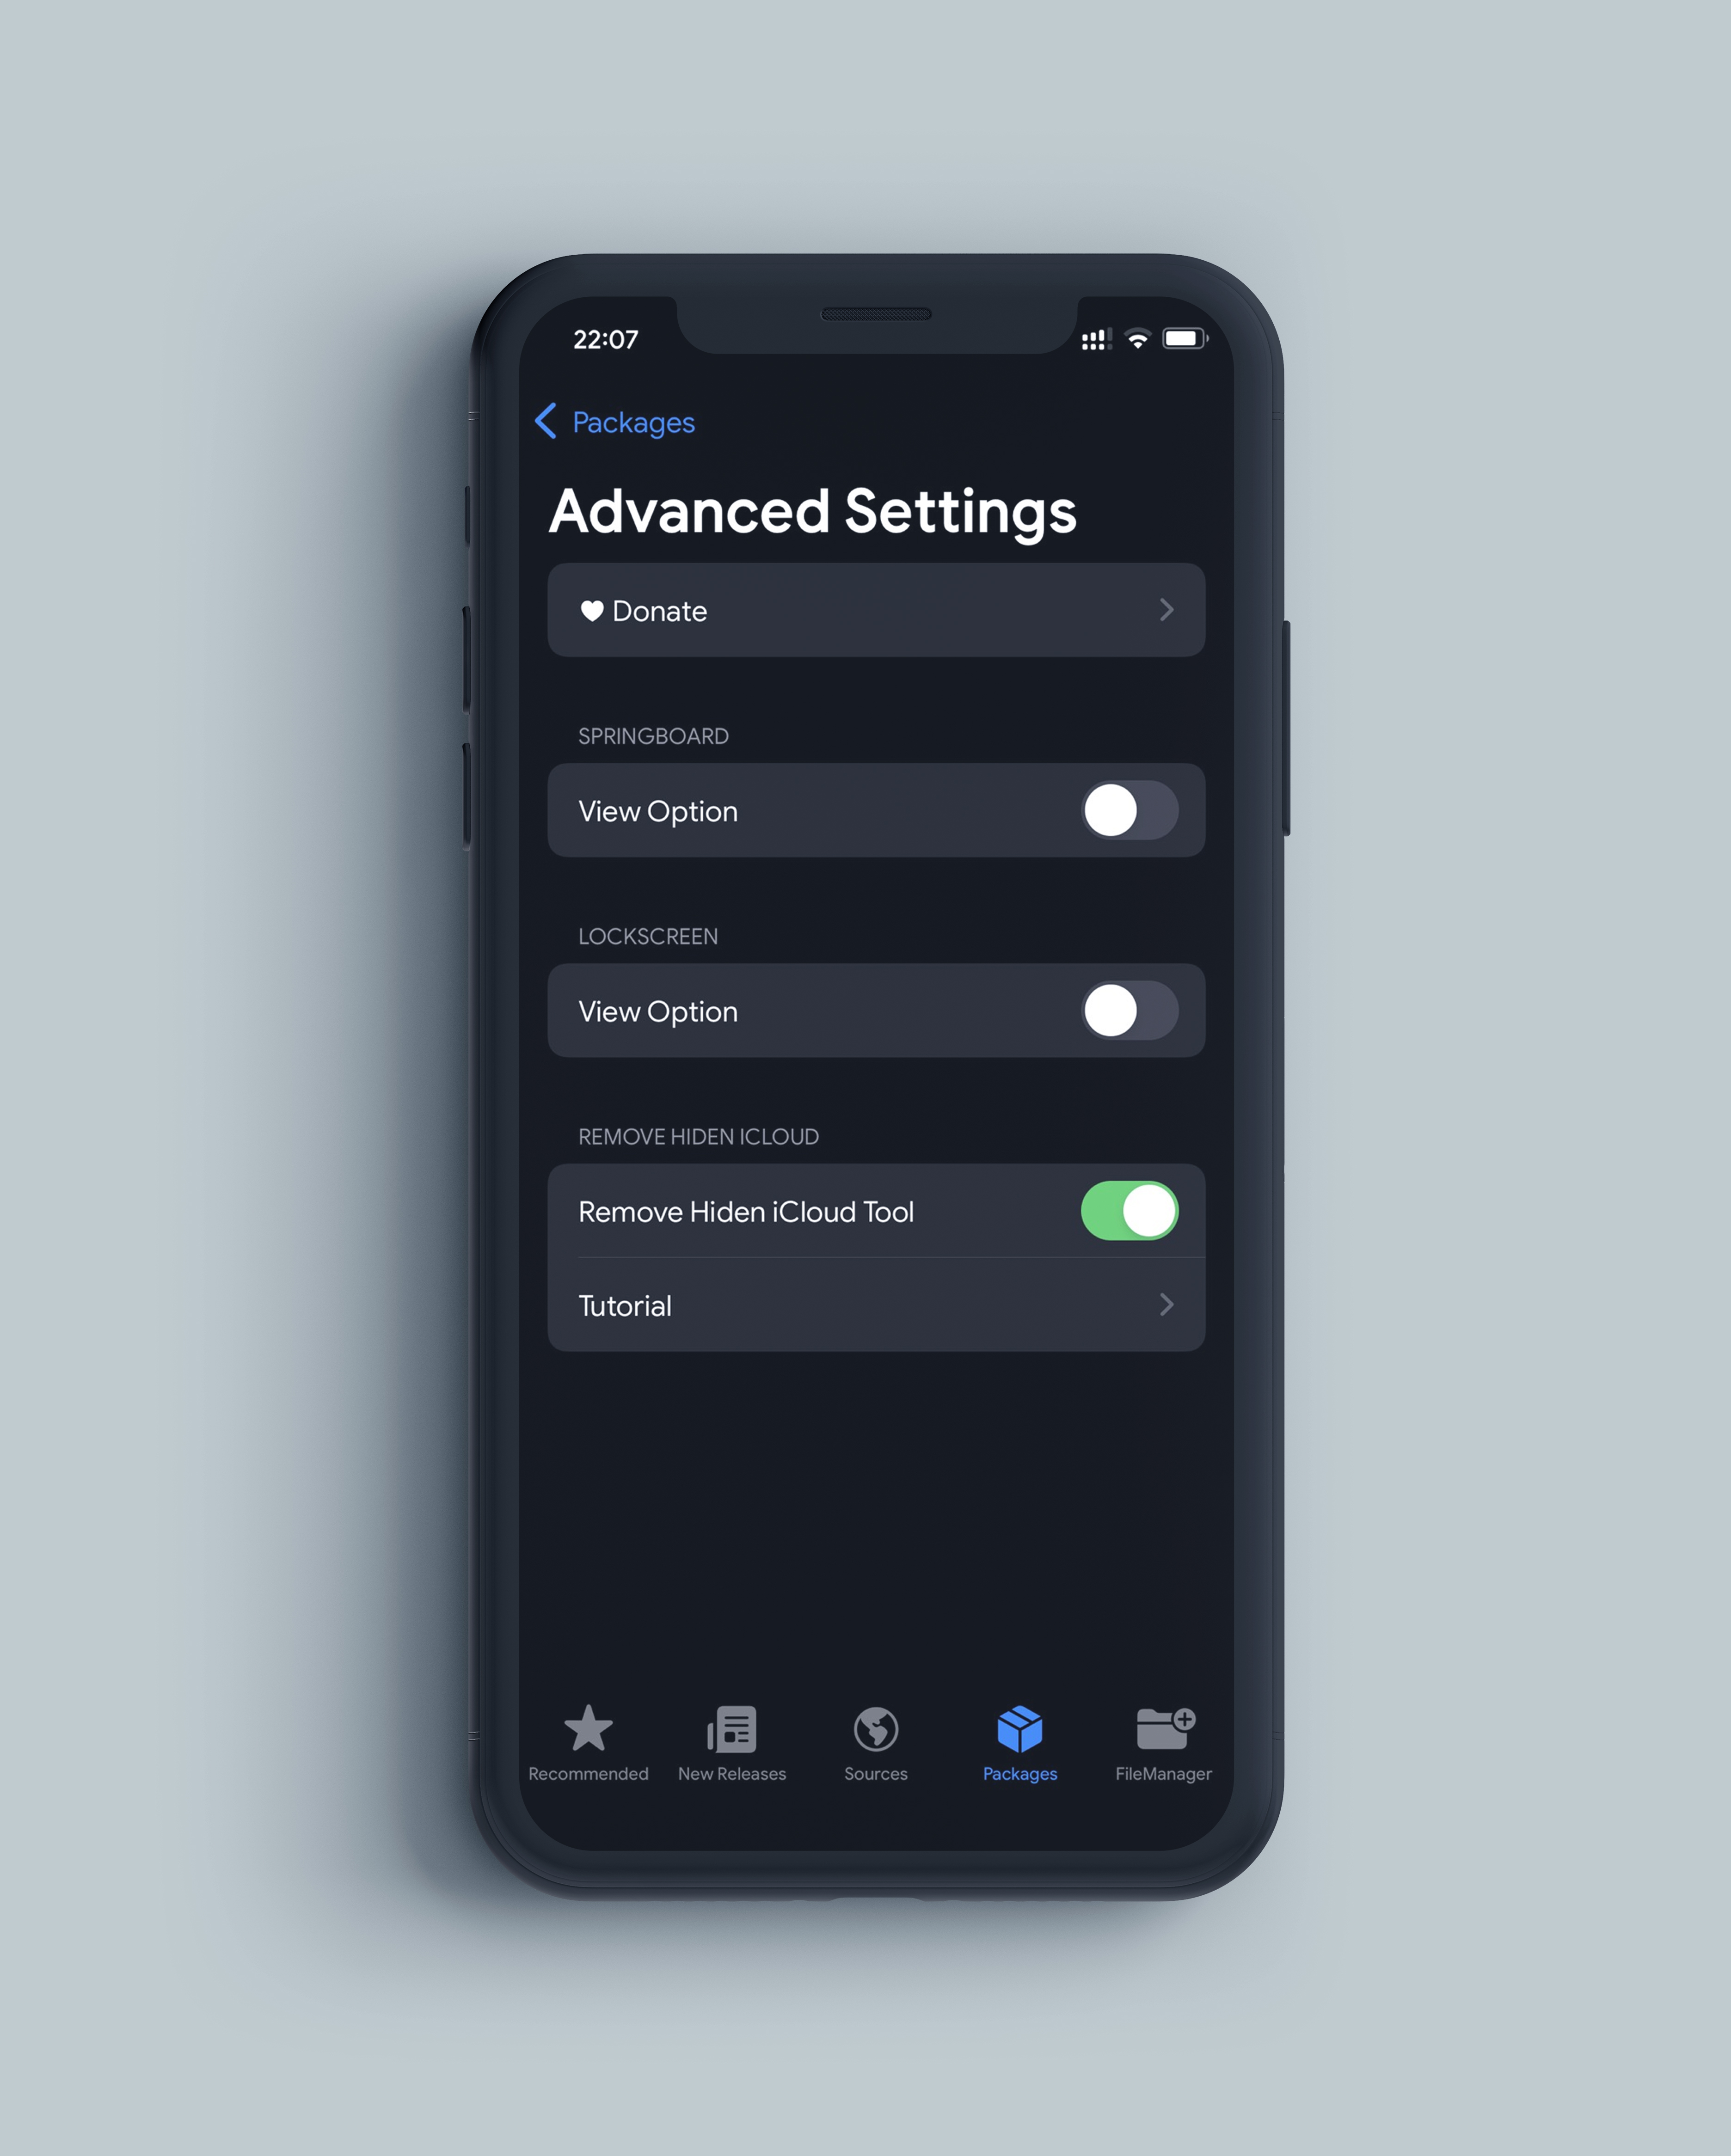 22:07
Packages
Advanced Settings
Donate
SPRINGBOARD
View Option
LOCKSCREEN
View Option
REMOVE HIDEN ICLOUD
Remove Hiden iCloud Tool
Tutorial
Recommended New Releases Sources Packages FileManager